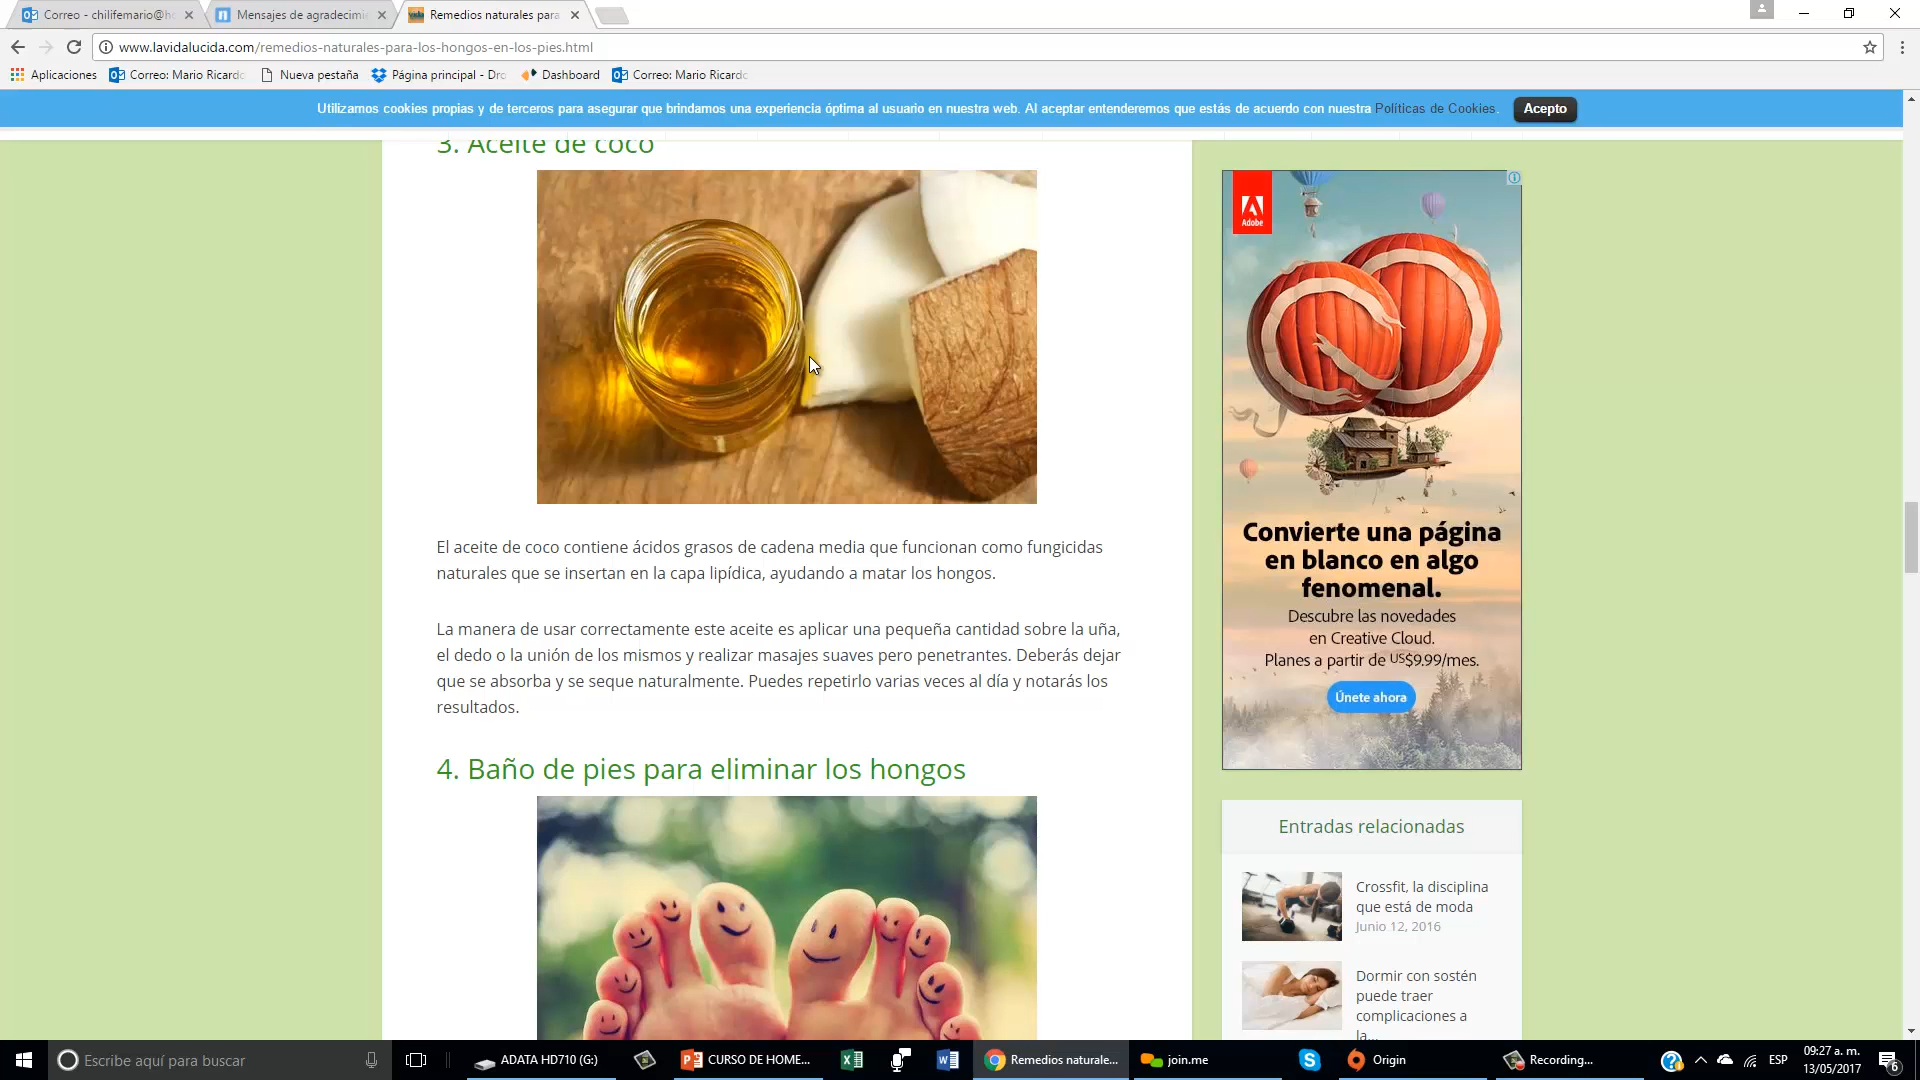 Correo - chilifemario@ho
Mensajes de agradecimie
Remedios naturales para
www.lavidalucida.com/remedios-naturales-para-los-hongos-en-los-pies.html
Aplicaciones
Correo: Mario Ricardo
Nueva pestaña
Página principal - Dro
Dashboard
Correo: Mario Ricardo
Utilizamos cookies propias y de terceros para asegurar que brindamos una experiencia óptima al usuario en nuestra web. Al aceptar entenderemos que estás de acuerdo con nuestra Políticas de Cookies.
Acepto
3. Aceite de coco
El aceite de coco contiene ácidos grasos de cadena media que funcionan como fungicidas
naturales que se insertan en la capa lipídica, ayudando a matar los hongos.
La manera de usar correctamente este aceite es aplicar una pequeña cantidad sobre la uña,
el dedo o la unión de los mismos y realizar masajes suaves pero penetrantes. Deberás dejar
que se absorba y se seque naturalmente. Puedes repetirlo varias veces al día y notarás los
resultados.
4. Baño de pies para eliminar los hongos
Adobe
Convierte una página
en blanco en algo
fenomenal.
Descubre las novedades
en Creative Cloud.
Planes a partir de US$9.99/mes.
Únete ahora
Entradas relacionadas
Crossfit, la disciplina
que está de moda
Junio 12, 2016
Dormir con sostén
puede traer
complicaciones a
la...
Escribe aquí para buscar
ADATA HD710 (G:)
CURSO DE HOME...
Remedios naturale...
join.me
Origin
Recording...
ESP
09:27 a. m.
13/05/2017
6